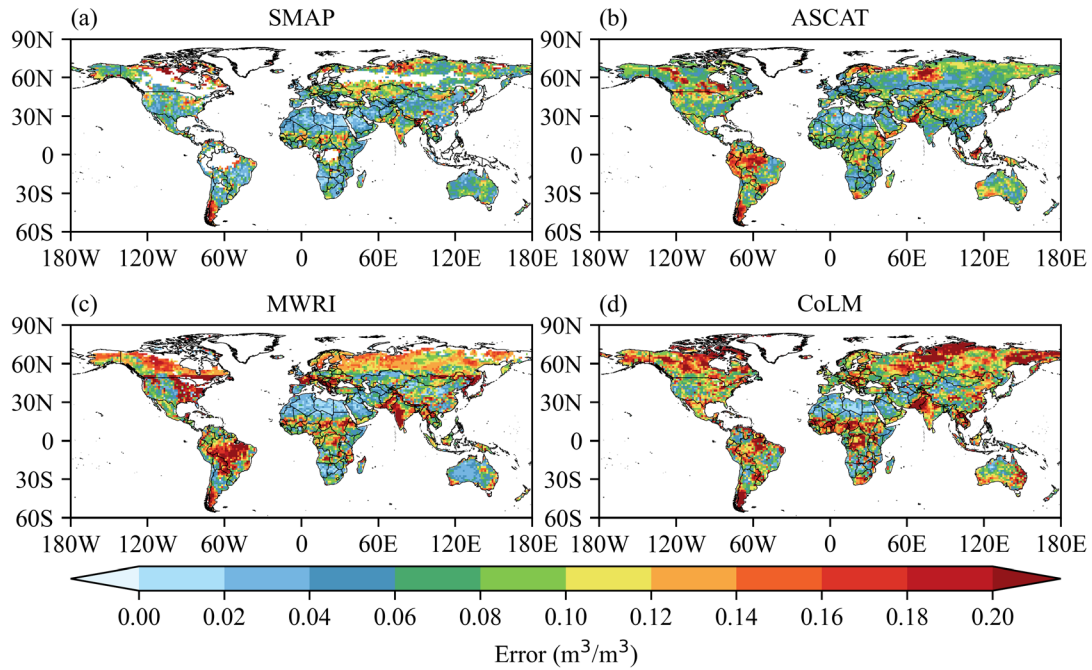 (a) SMAP
(b) ASCAT
90N
60N
30N
0
30S
60S
180W 120W 60W 0 60E 120E 180E
90N
60N
30N
0
30S
60S
180W 120W 60W 0 60E 120E 180E
(c) MWRI
(d) CoLM
90N
60N
30N
0
30S
60S
180W 120W 60W 0 60E 120E 180E
90N
60N
30N
0
30S
60S
180W 120W 60W 0 60E 120E 180E
0.00 0.02 0.04 0.06 0.08 0.10 0.12 0.14 0.16 0.18 0.20
Error (m³/m³)